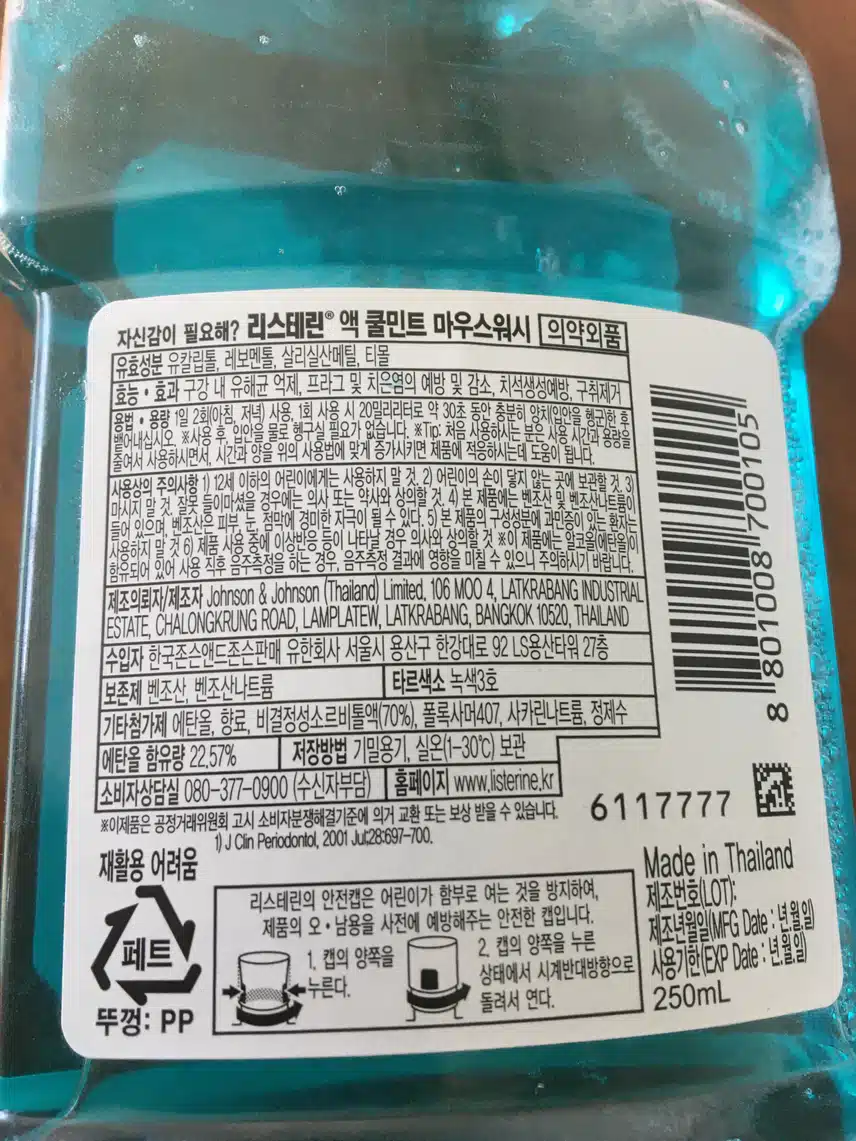 자신감이 필요해? 리스테린® 액 쿨민트 마우스워시 의약외품
유효성분 유칼립톨, 레보멘톨, 살리실산메틸, 티몰
효능·효과 구강 내 유해균 억제, 프라그 및 치은염의 예방 및 감소, 치석생성예방, 구취제거
용법·용량 1일 2회(아침, 저녁) 사용, 1회 사용 시 20밀리리터로 약 30초 동안 충분히 양치(입안을 헹군)한 후
뱉어내십시오. ※사용 후, 입안을 물로 헹구실 필요가 없습니다. ※Tip: 처음 사용하시는 분은 사용 시간과 용량을
줄여서 사용하시면서, 시간과 양을 위의 사용법에 맞게 증가시키면 제품에 적응하시는데 도움이 됩니다.
사용상의 주의사항 1) 12세 이하의 어린이에게는 사용하지 말 것. 2) 어린이의 손이 닿지 않는 곳에 보관할 것. 3)
마시지 말 것. 잘못 들이마셨을 경우에는 의사 또는 약사와 상의할 것. 4) 본 제품에는 벤조산 및 벤조산나트륨이
들어 있으며, 벤조산은 피부, 눈, 점막에 경미한 자극이 될 수 있다. 5) 본 제품의 구성성분에 과민증이 있는 환자는
사용하지 말 것 6) 제품 사용 중에 이상반응 등이 나타날 경우 의사와 상의할 것 ※이 제품에는 알코올(에탄올)이
함유되어 있어 사용 직후 음주측정을 하는 경우, 음주측정 결과에 영향을 미칠 수 있으니 주의하시기 바랍니다.
제조의뢰자/제조자 Johnson & Johnson (Thailand) Limited, 106 MOO 4, LATKRABANG INDUSTRIAL
ESTATE, CHALONGKRUNG ROAD, LAMPLATEW, LATKRABANG, BANGKOK 10520, THAILAND
수입자 한국존슨앤드존슨판매 유한회사 서울시 용산구 한강대로 92 LS용산타워 27층
보존제 벤조산, 벤조산나트륨 타르색소 녹색3호
기타첨가제 에탄올, 향료, 비결정성소르비톨액(70%), 폴록사머407, 사카린나트륨, 정제수
에탄올 함유량 22.57% 저장방법 기밀용기, 실온(1-30℃) 보관
소비자상담실 080-377-0900 (수신자부담) 홈페이지 www.listerine.kr
※이제품은 공정거래위원회 고시 소비자분쟁해결기준에 의거 교환 또는 보상 받을 수 있습니다.
1) J Clin Periodontol, 2001 Jul;28:697-700.
8 801008 700105
6117777
재활용 어려움
페트
뚜껑: PP
리스테린의 안전캡은 어린이가 함부로 여는 것을 방지하여,
제품의 오·남용을 사전에 예방해주는 안전한 캡입니다.
1. 캡의 양쪽을
누른다.
2. 캡의 양쪽을 누른
상태에서 시계반대방향으로
돌려서 연다.
Made in Thailand
제조번호(LOT):
제조년월일(MFG Date : 년월일)
사용기한(EXP Date : 년월일)
250mL